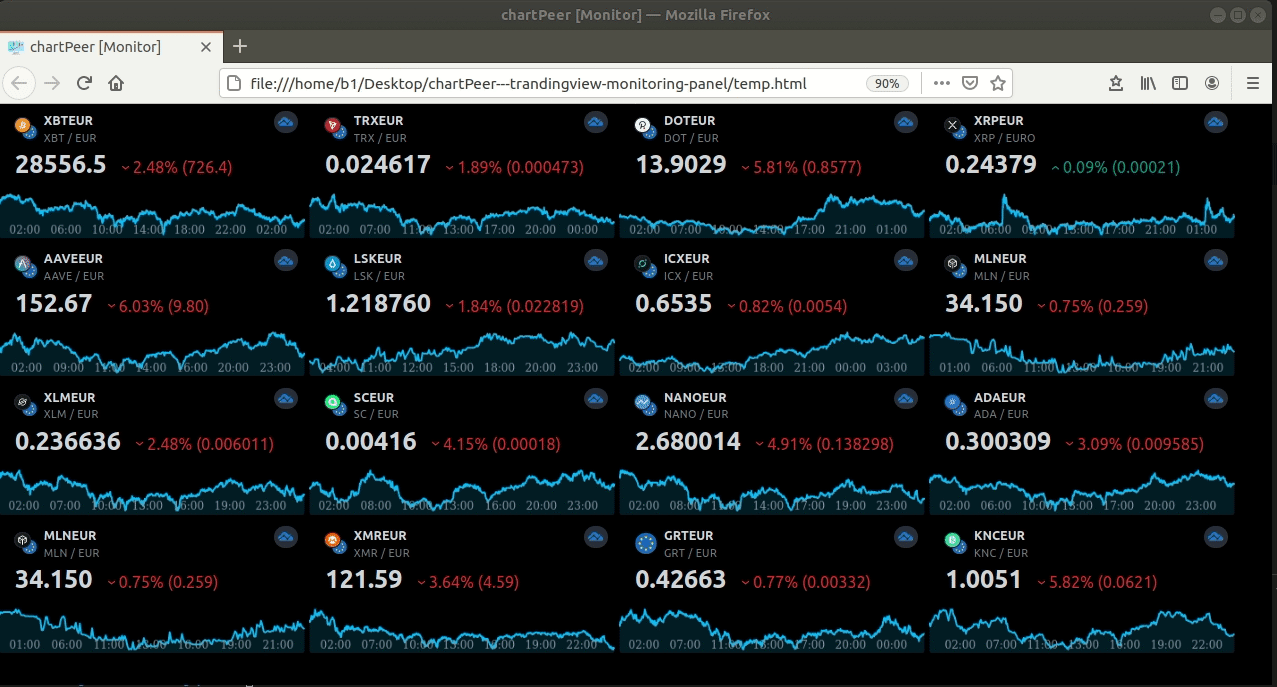 chartPeer [Monitor] — Mozilla Firefox
chartPeer [Monitor]
file:///home/b1/Desktop/chartPeer---trandingview-monitoring-panel/temp.html 90%
XBTEUR
XBT / EUR
28556.5 2.48% (726.4)
02:00 06:00 10:00 14:00 18:00 22:00 02:00
TRXEUR
TRX / EUR
0.024617 1.89% (0.000473)
02:00 07:00 11:00 13:00 17:00 20:00 00:00
DOTEUR
DOT / EUR
13.9029 5.81% (0.8577)
02:00 07:00 10:00 14:00 17:00 21:00 01:00
XRPEUR
XRP / EURO
0.24379 0.09% (0.00021)
02:00 06:00 09:00 13:00 17:00 21:00 01:00
AAVEEUR
AAVE / EUR
152.67 6.03% (9.80)
02:00 09:00 11:00 14:00 16:00 20:00 23:00
LSKEUR
LSK / EUR
1.218760 1.84% (0.022819)
11:00 12:00 15:00 18:00 20:00 23:00
ICXEUR
ICX / EUR
0.6535 0.82% (0.0054)
02:00 09:00 18:00 21:00 00:00 03:00
MLNEUR
MLN / EUR
34.150 0.75% (0.259)
01:00 06:00 11:00 16:00 19:00 21:00
XLMEUR
XLM / EUR
0.236636 2.48% (0.006011)
02:00 07:00 10:00 13:00 16:00 19:00 23:00
SCEUR
SC / EUR
0.00416 4.15% (0.00018)
02:00 08:00 10:00 13:00 16:00 20:00 23:00
NANOEUR
NANO / EUR
2.680014 4.91% (0.138298)
02:00 08:00 11:00 14:00 17:00 19:00 23:00
ADAEUR
ADA / EUR
0.300309 3.09% (0.009585)
02:00 06:00 10:00 13:00 17:00 20:00 23:00
MLNEUR
MLN / EUR
34.150 0.75% (0.259)
01:00 06:00 11:00 16:00 19:00 21:00
XMREUR
XMR / EUR
121.59 3.64% (4.59)
02:00 07:00 10:00 13:00 16:00 19:00 22:00
GRTEUR
GRT / EUR
0.42663 0.77% (0.00332)
02:00 07:00 11:00 17:00 20:00 00:00
KNCEUR
KNC / EUR
1.0051 5.82% (0.0621)
02:00 07:00 11:00 13:00 16:00 19:00 22:00